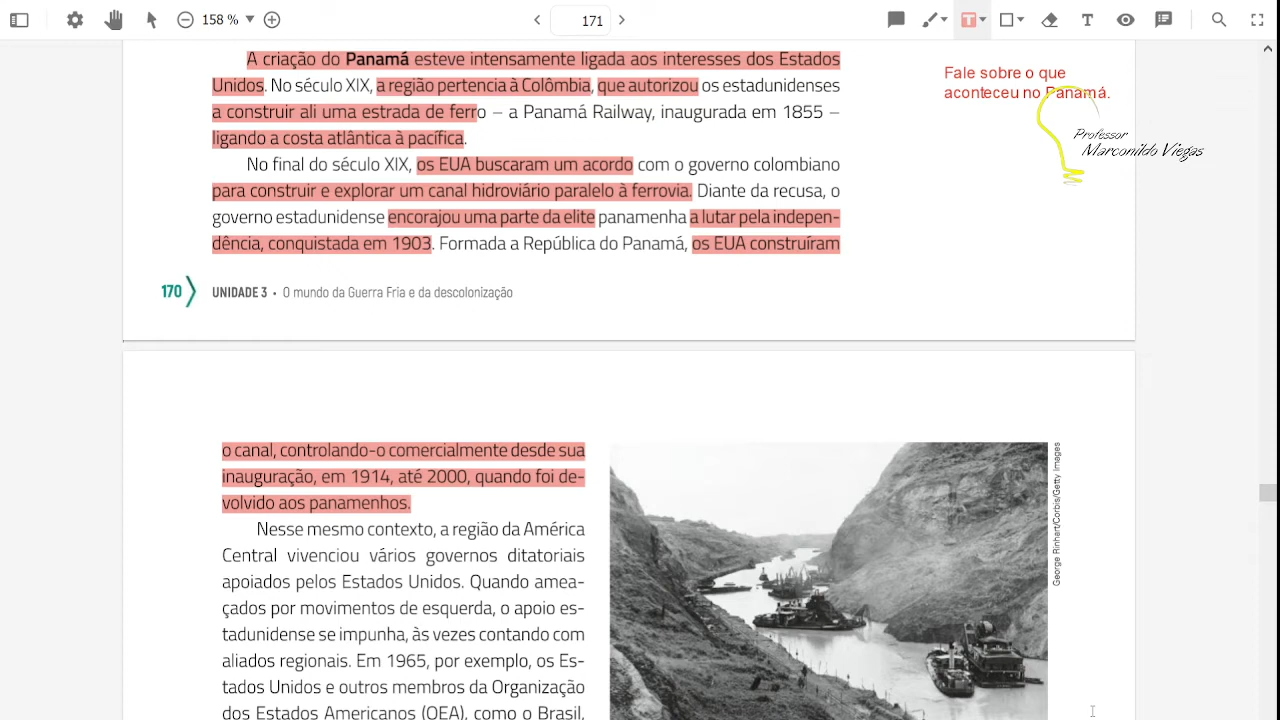 158 %
171
A criação do Panamá esteve intensamente ligada aos interesses dos Estados
Unidos. No século XIX, a região pertencia à Colômbia, que autorizou os estadunidenses
a construir ali uma estrada de ferro – a Panamá Railway, inaugurada em 1855 –
ligando a costa atlântica à pacífica.
No final do século XIX, os EUA buscaram um acordo com o governo colombiano
para construir e explorar um canal hidroviário paralelo à ferrovia. Diante da recusa, o
governo estadunidense encorajou uma parte da elite panamenha a lutar pela indepen-
dência, conquistada em 1903. Formada a República do Panamá, os EUA construíram
Fale sobre o que
aconteceu no Panamá.
Professor
Marconildo Viegas
170 UNIDADE 3 • O mundo da Guerra Fria e da descolonização
o canal, controlando-o comercialmente desde sua
inauguração, em 1914, até 2000, quando foi de-
volvido aos panamenhos.
Nesse mesmo contexto, a região da América
Central vivenciou vários governos ditatoriais
apoiados pelos Estados Unidos. Quando amea-
çados por movimentos de esquerda, o apoio es-
tadunidense se impunha, às vezes contando com
aliados regionais. Em 1965, por exemplo, os Es-
tados Unidos e outros membros da Organização
dos Estados Americanos (OEA), como o Brasil,
George Rinhart/Corbis/Getty Images